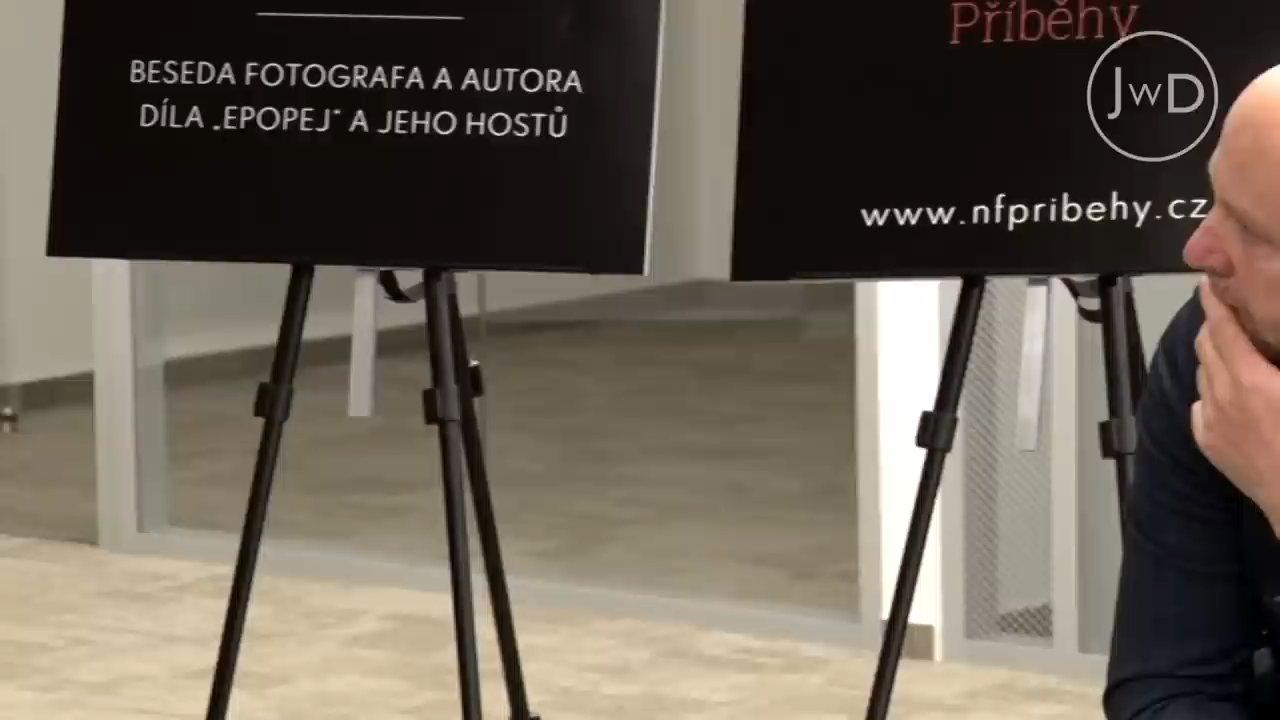 BESEDA FOTOGRAFA A AUTORA
DÍLA „EPOPEJ“ A JEHO HOSTŮ
Příběhy
JWD
www.nfpribehy.cz